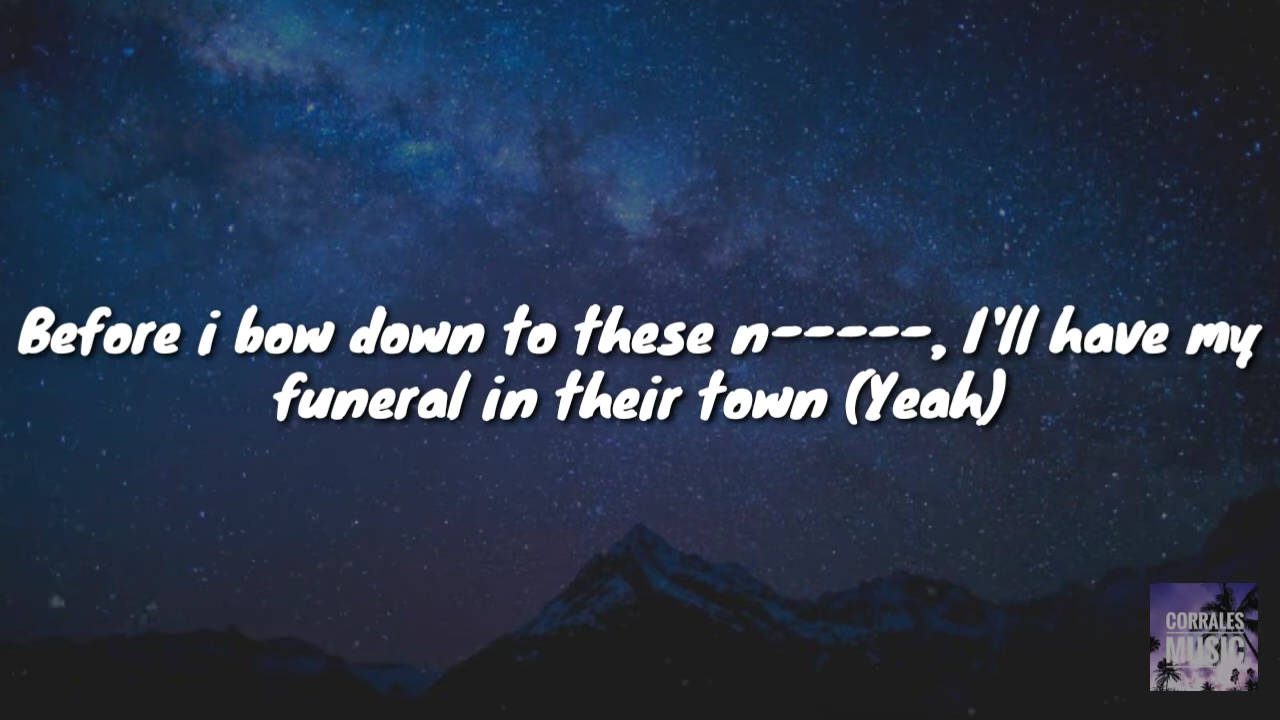 Before i bow down to these n-----, I'll have my
funeral in their town (Yeah)
CORRALES
MUSIC